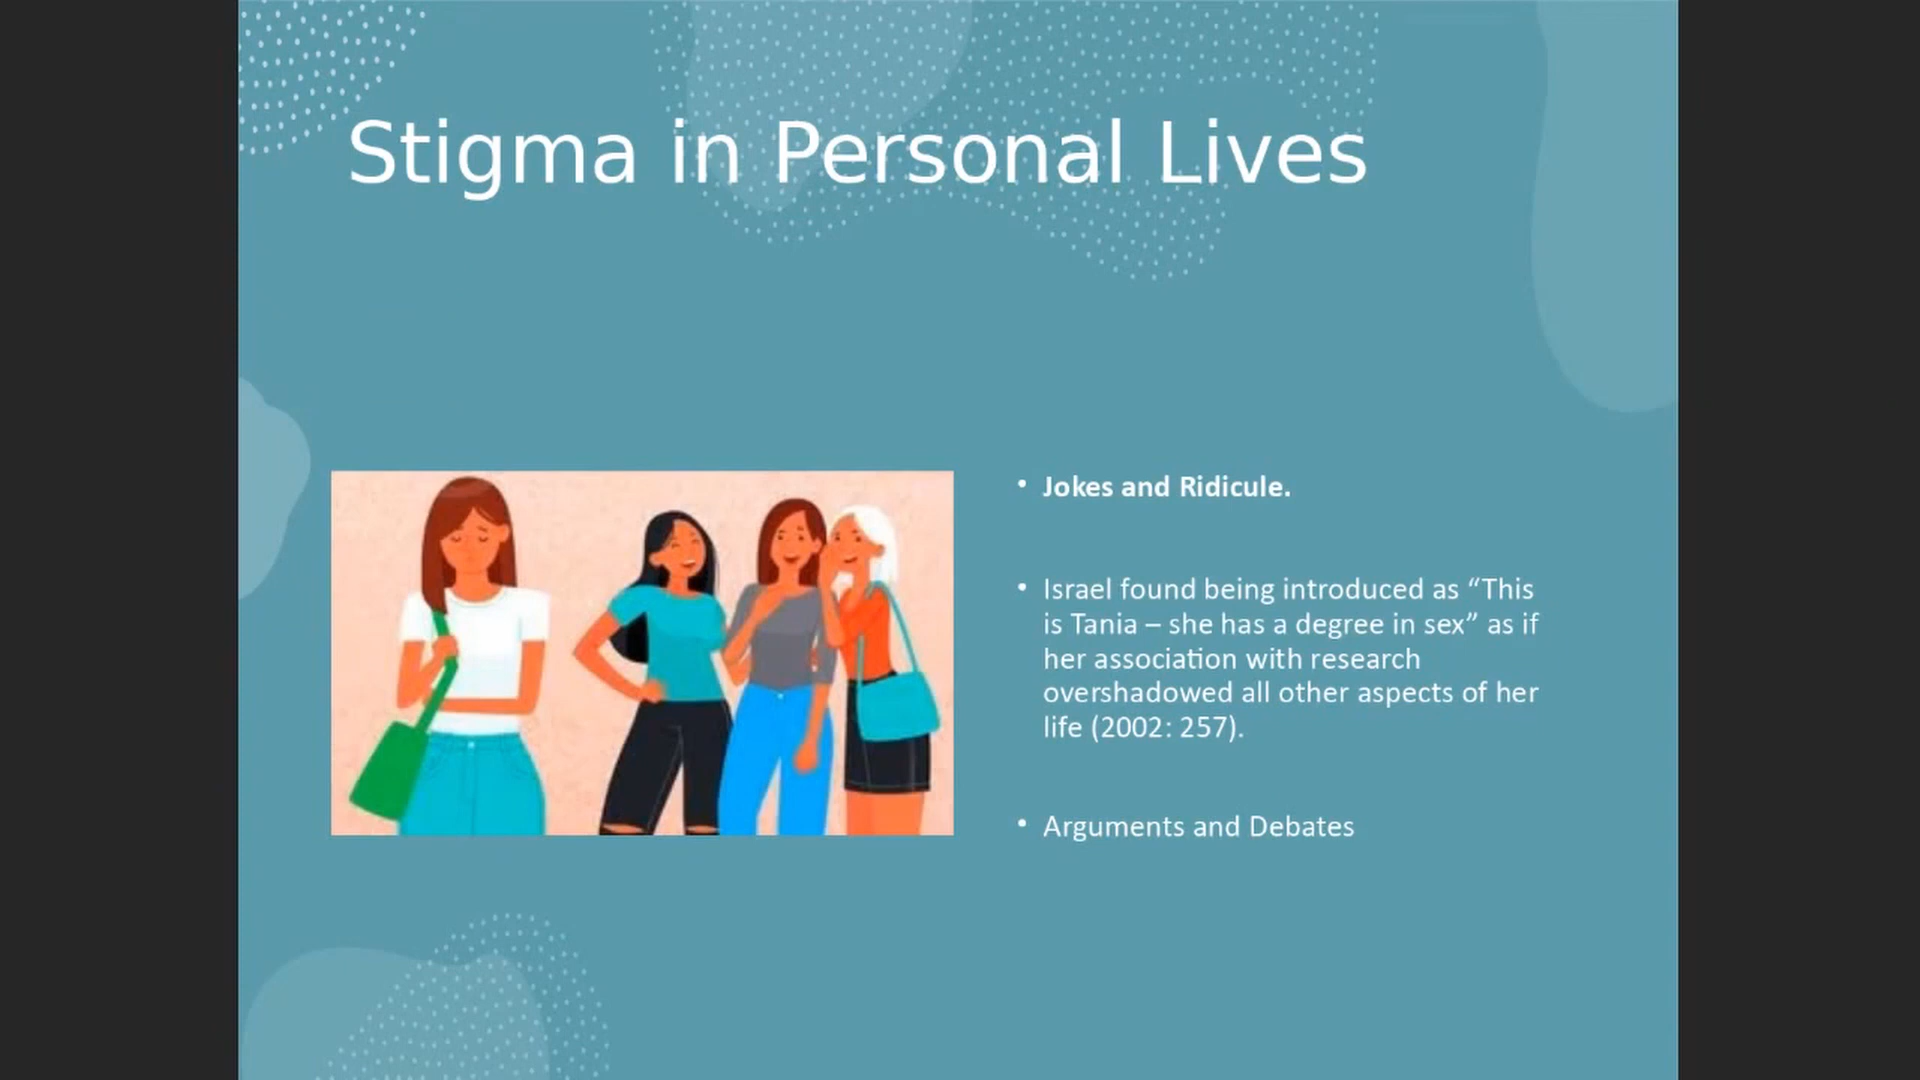 Stigma in Personal Lives
• Jokes and Ridicule.
• Israel found being introduced as “This
is Tania – she has a degree in sex” as if
her association with research
overshadowed all other aspects of her
life (2002: 257).
• Arguments and Debates